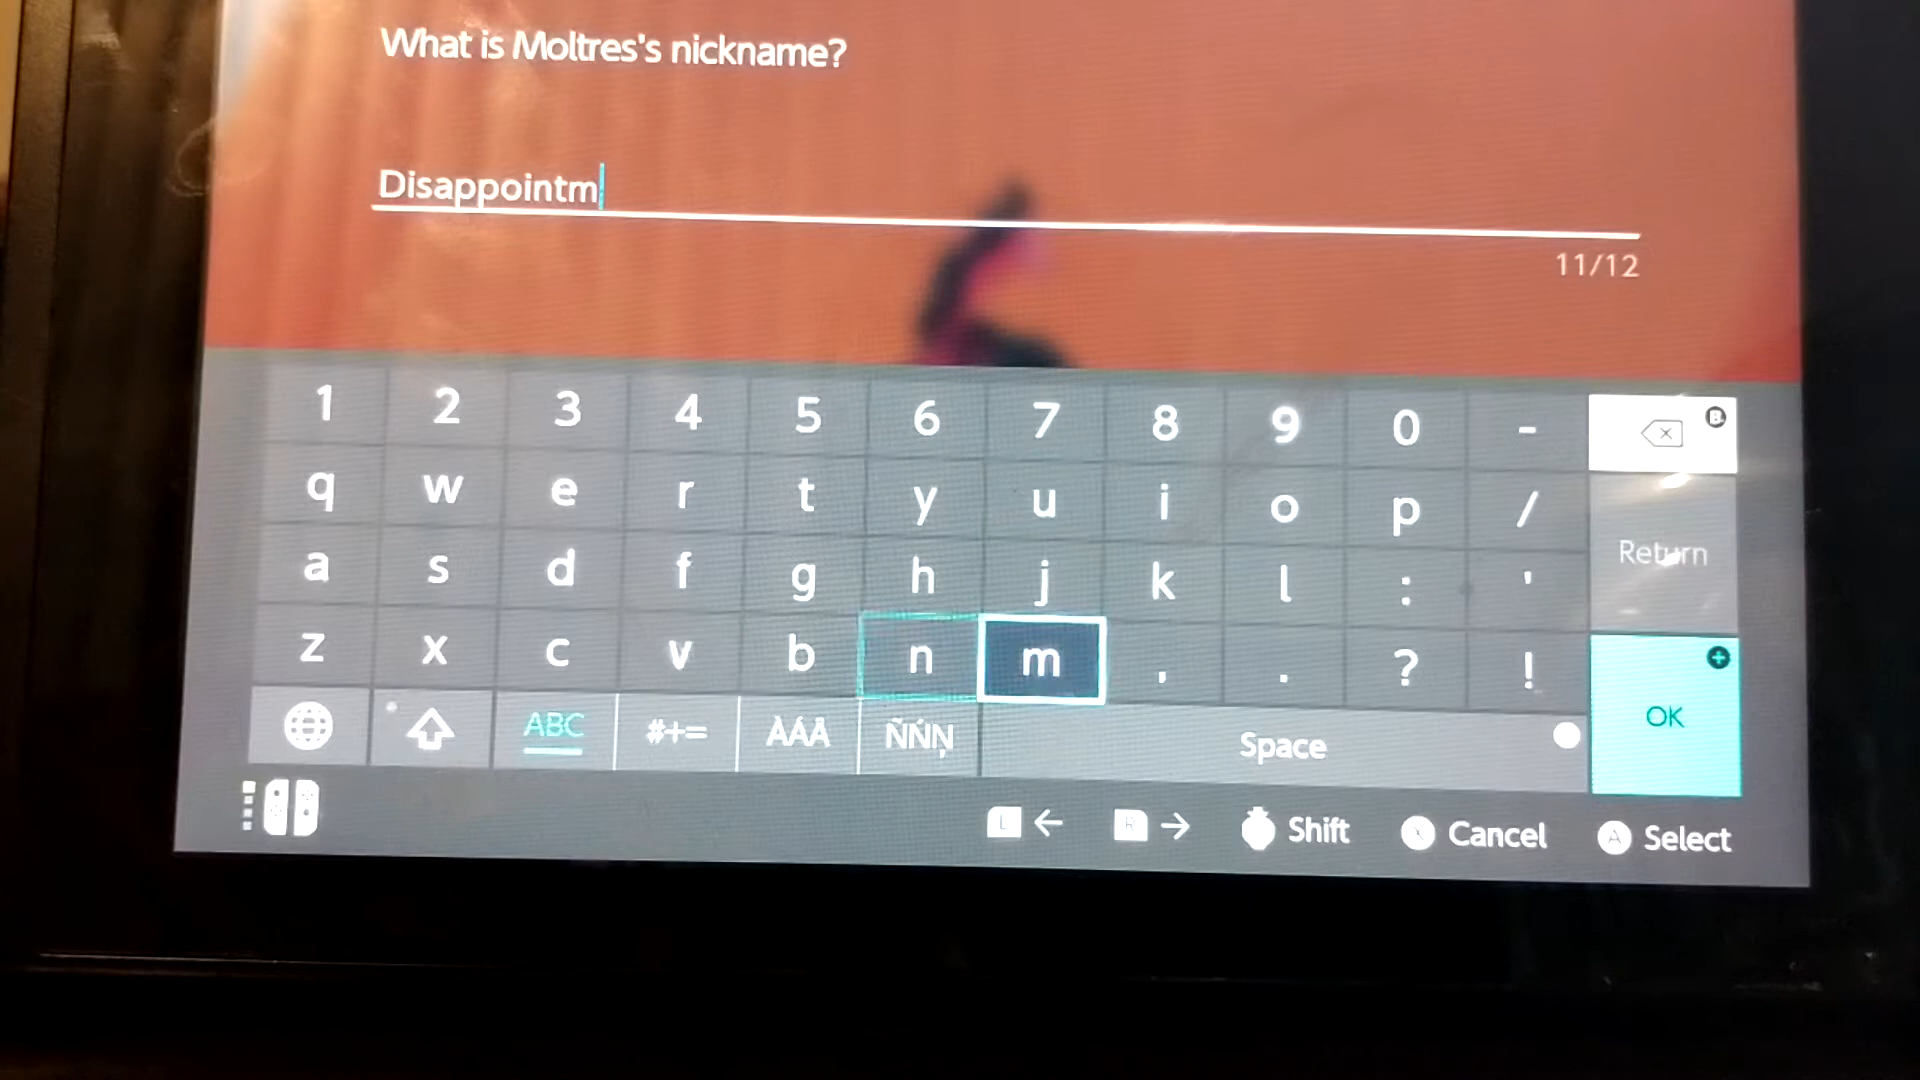 What is Moltres's nickname?
Disappointm
11/12
1 2 3 4 5 6 7 8 9 0 - B
q w e r t y u i o p / Return
a s d f g h j k l : '
z x c v b n m , . ? ! + OK
ABC #+= ÀÁÂ ÑŃŅ Space
L ← R → Shift X Cancel A Select